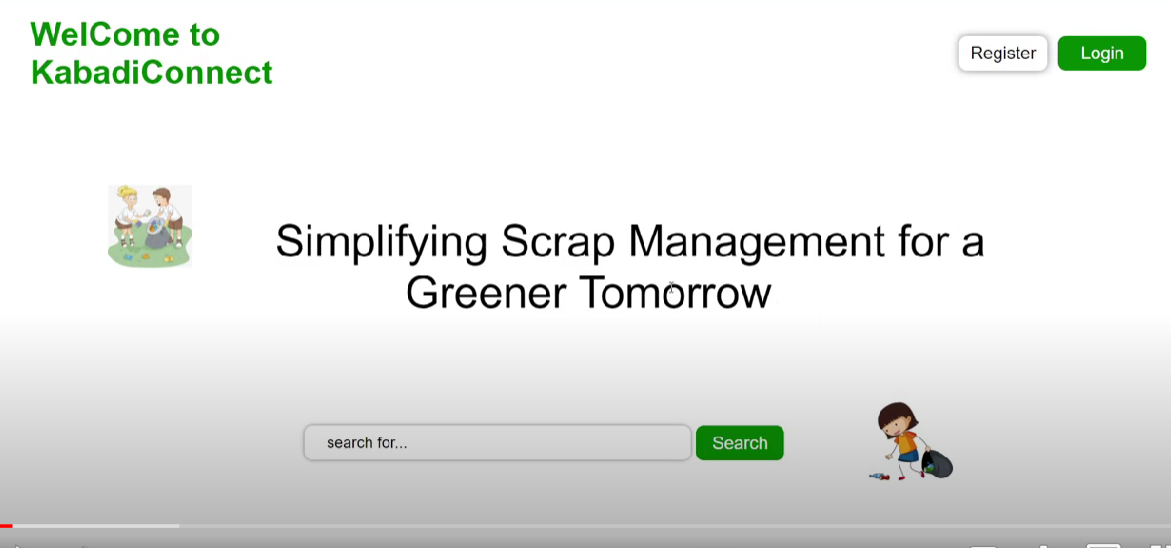 WelCome to
KabadiConnect
Register
Login
Simplifying Scrap Management for a
Greener Tomorrow
search for...
Search